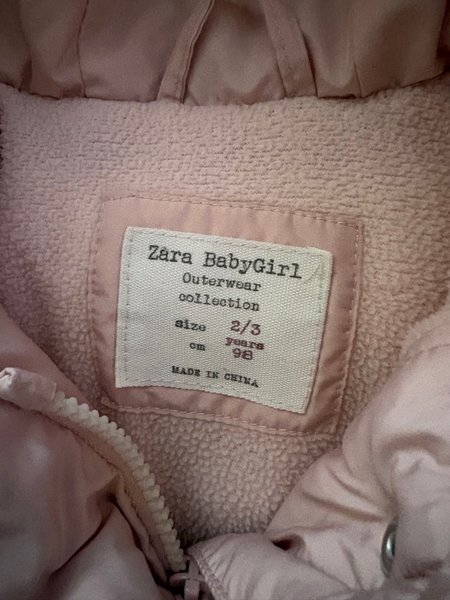 Zara BabyGirl
Outerwear
collection
size 2/3
years
cm 98
MADE IN CHINA